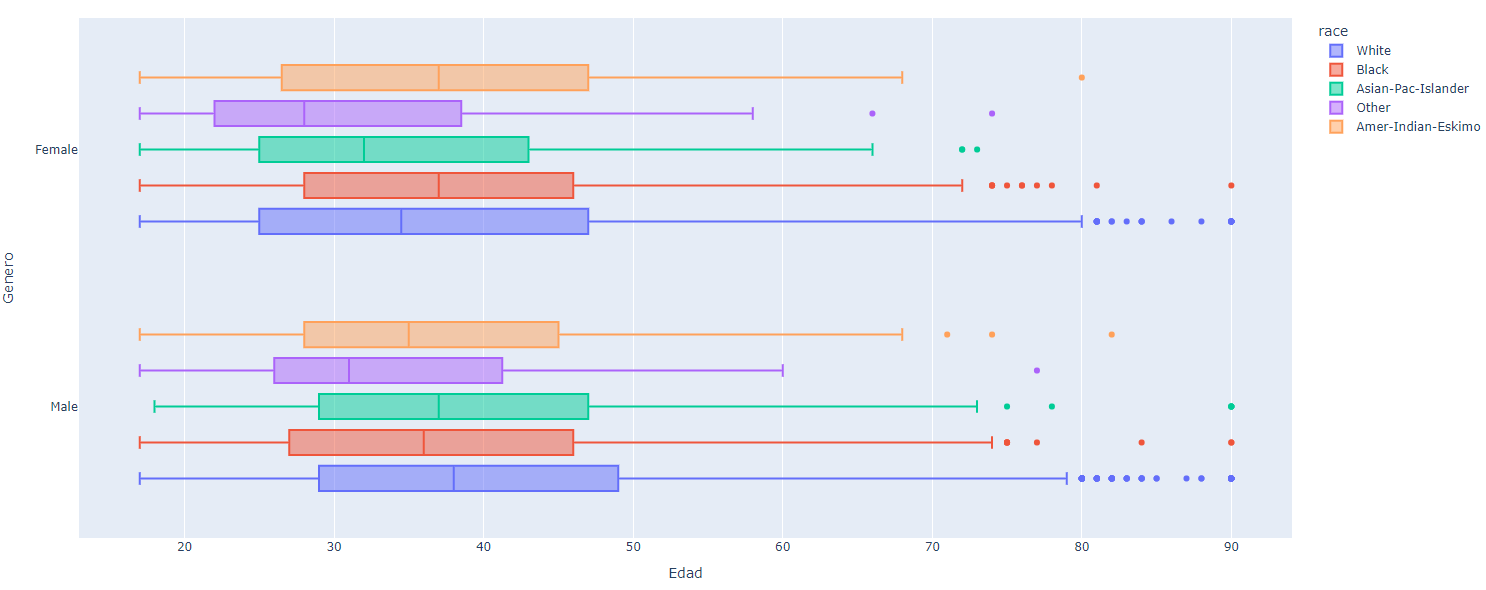 race
White
Black
Asian-Pac-Islander
Other
Amer-Indian-Eskimo
Genero
Female
Male
20 30 40 50 60 70 80 90
Edad